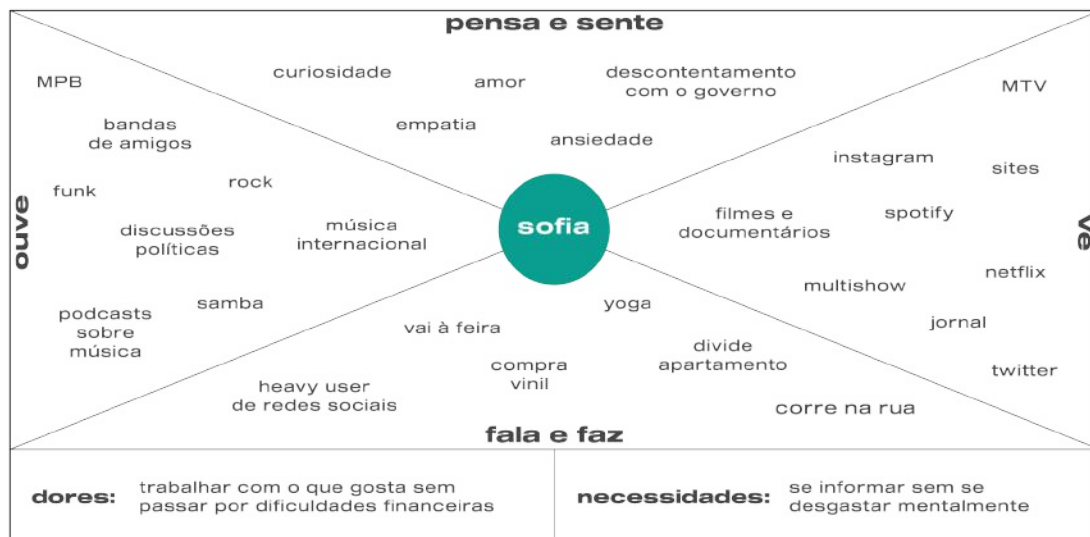 pensa e sente
curiosidade
amor
descontentamento
com o governo
empatia
ansiedade
ouve
MPB
bandas
de amigos
funk
rock
discussões
políticas
música
internacional
samba
podcasts
sobre
música
sofia
vê
MTV
instagram
sites
filmes e
documentários
spotify
multishow
netflix
jornal
twitter
yoga
vai à feira
compra
vinil
divide
apartamento
heavy user
de redes sociais
corre na rua
fala e faz
dores:
trabalhar com o que gosta sem
passar por dificuldades financeiras
necessidades:
se informar sem se
desgastar mentalmente